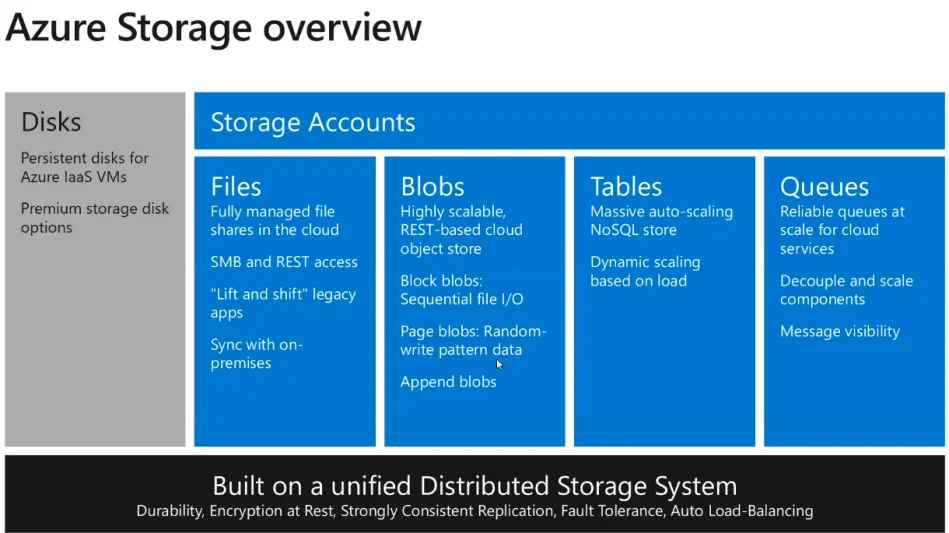 Azure Storage overview
Disks
Persistent disks for
Azure IaaS VMs
Premium storage disk
options
Storage Accounts
Files
Fully managed file
shares in the cloud
SMB and REST access
"Lift and shift" legacy
apps
Sync with on-
premises
Blobs
Highly scalable,
REST-based cloud
object store
Block blobs:
Sequential file I/O
Page blobs: Random-
write pattern data
Append blobs
Tables
Massive auto-scaling
NoSQL store
Dynamic scaling
based on load
Queues
Reliable queues at
scale for cloud
services
Decouple and scale
components
Message visibility
Built on a unified Distributed Storage System
Durability, Encryption at Rest, Strongly Consistent Replication, Fault Tolerance, Auto Load-Balancing